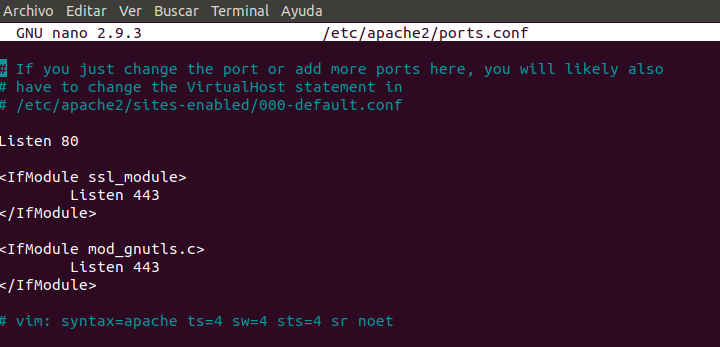 Archivo Editar Ver Buscar Terminal Ayuda
GNU nano 2.9.3 /etc/apache2/ports.conf
# If you just change the port or add more ports here, you will likely also
# have to change the VirtualHost statement in
# /etc/apache2/sites-enabled/000-default.conf
Listen 80
<IfModule ssl_module>
Listen 443
</IfModule>
<IfModule mod_gnutls.c>
Listen 443
</IfModule>
# vim: syntax=apache ts=4 sw=4 sts=4 sr noet